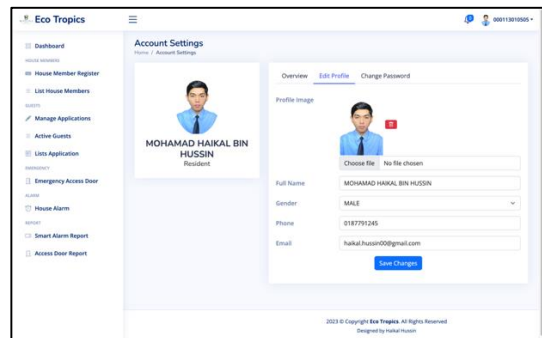 Eco Tropics
000113010505
Dashboard
HOUSE MEMBERS
House Member Register
List House Members
GUESTS
Manage Applications
Active Guests
Lists Application
EMERGENCY
Emergency Access Door
ALARM
House Alarm
REPORT
Smart Alarm Report
Access Door Report
Account Settings
Home / Account Settings
MOHAMAD HAIKAL BIN
HUSSIN
Resident
Overview Edit Profile Change Password
Profile Image
Choose file No file chosen
Full Name MOHAMAD HAIKAL BIN HUSSIN
Gender MALE
Phone 0187791245
Email haikal.hussin00@gmail.com
Save Changes
2023 © Copyright Eco Tropics. All Rights Reserved
Designed by Haikal Hussin